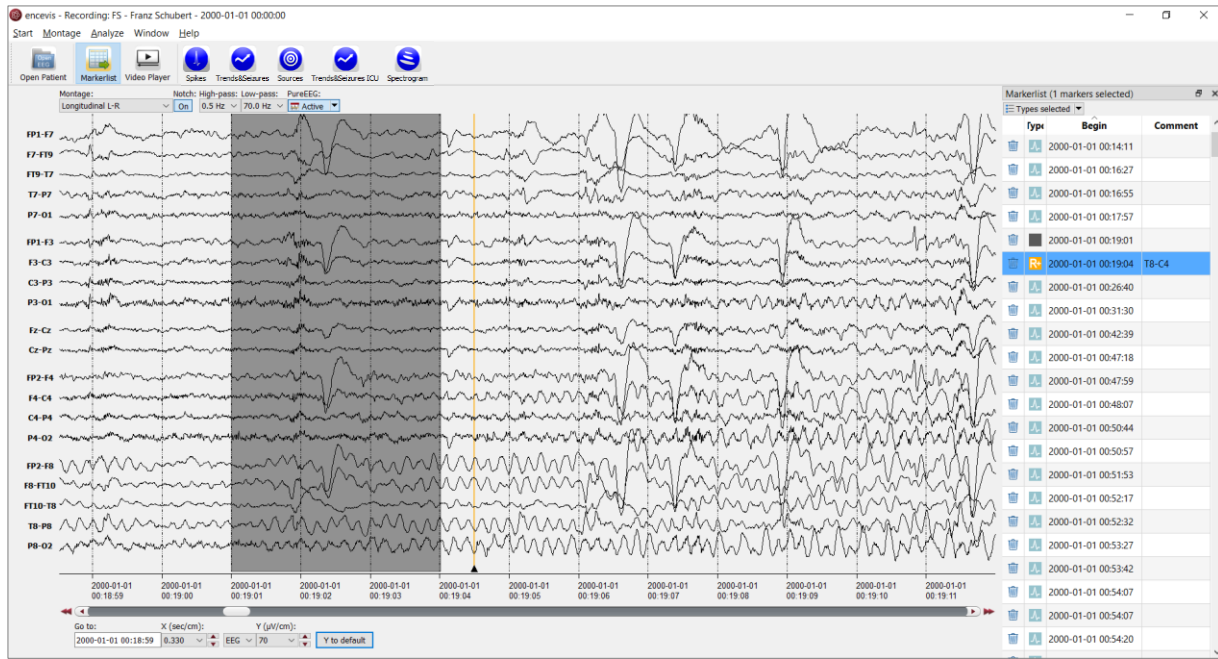 encevis - Recording: FS - Franz Schubert - 2000-01-01 00:00:00
Start Montage Analyze Window Help
Open Patient Markerlist Video Player Spikes Trends&Seizures Sources Trends&Seizures ICU Spectrogram
Montage: Notch: High-pass: Low-pass: PureEEG:
Longitudinal L-R On 0.5 Hz 70.0 Hz Active
FP1-F7
F7-FT9
FT9-T7
T7-P7
P7-O1
FP1-F3
F3-C3
C3-P3
P3-O1
Fz-Cz
Cz-Pz
FP2-F4
F4-C4
C4-P4
P4-O2
FP2-F8
F8-FT10
FT10-T8
T8-P8
P8-O2
2000-01-01 2000-01-01 2000-01-01 2000-01-01 2000-01-01 2000-01-01 2000-01-01 2000-01-01 2000-01-01 2000-01-01 2000-01-01 2000-01-01 2000-01-01
00:18:59 00:19:00 00:19:01 00:19:02 00:19:03 00:19:04 00:19:05 00:19:06 00:19:07 00:19:08 00:19:09 00:19:10 00:19:11
Go to: X (sec/cm): Y (µV/cm):
2000-01-01 00:18:59 0.330 EEG 70 Y to default
Markerlist (1 markers selected)
Types selected
Type Begin Comment
2000-01-01 00:14:11
2000-01-01 00:16:27
2000-01-01 00:16:55
2000-01-01 00:17:57
2000-01-01 00:19:01
R+ 2000-01-01 00:19:04 T8-C4
2000-01-01 00:26:40
2000-01-01 00:31:30
2000-01-01 00:42:39
2000-01-01 00:47:18
2000-01-01 00:47:59
2000-01-01 00:48:07
2000-01-01 00:50:44
2000-01-01 00:50:57
2000-01-01 00:51:53
2000-01-01 00:52:17
2000-01-01 00:52:32
2000-01-01 00:53:27
2000-01-01 00:53:42
2000-01-01 00:54:07
2000-01-01 00:54:07
2000-01-01 00:54:20